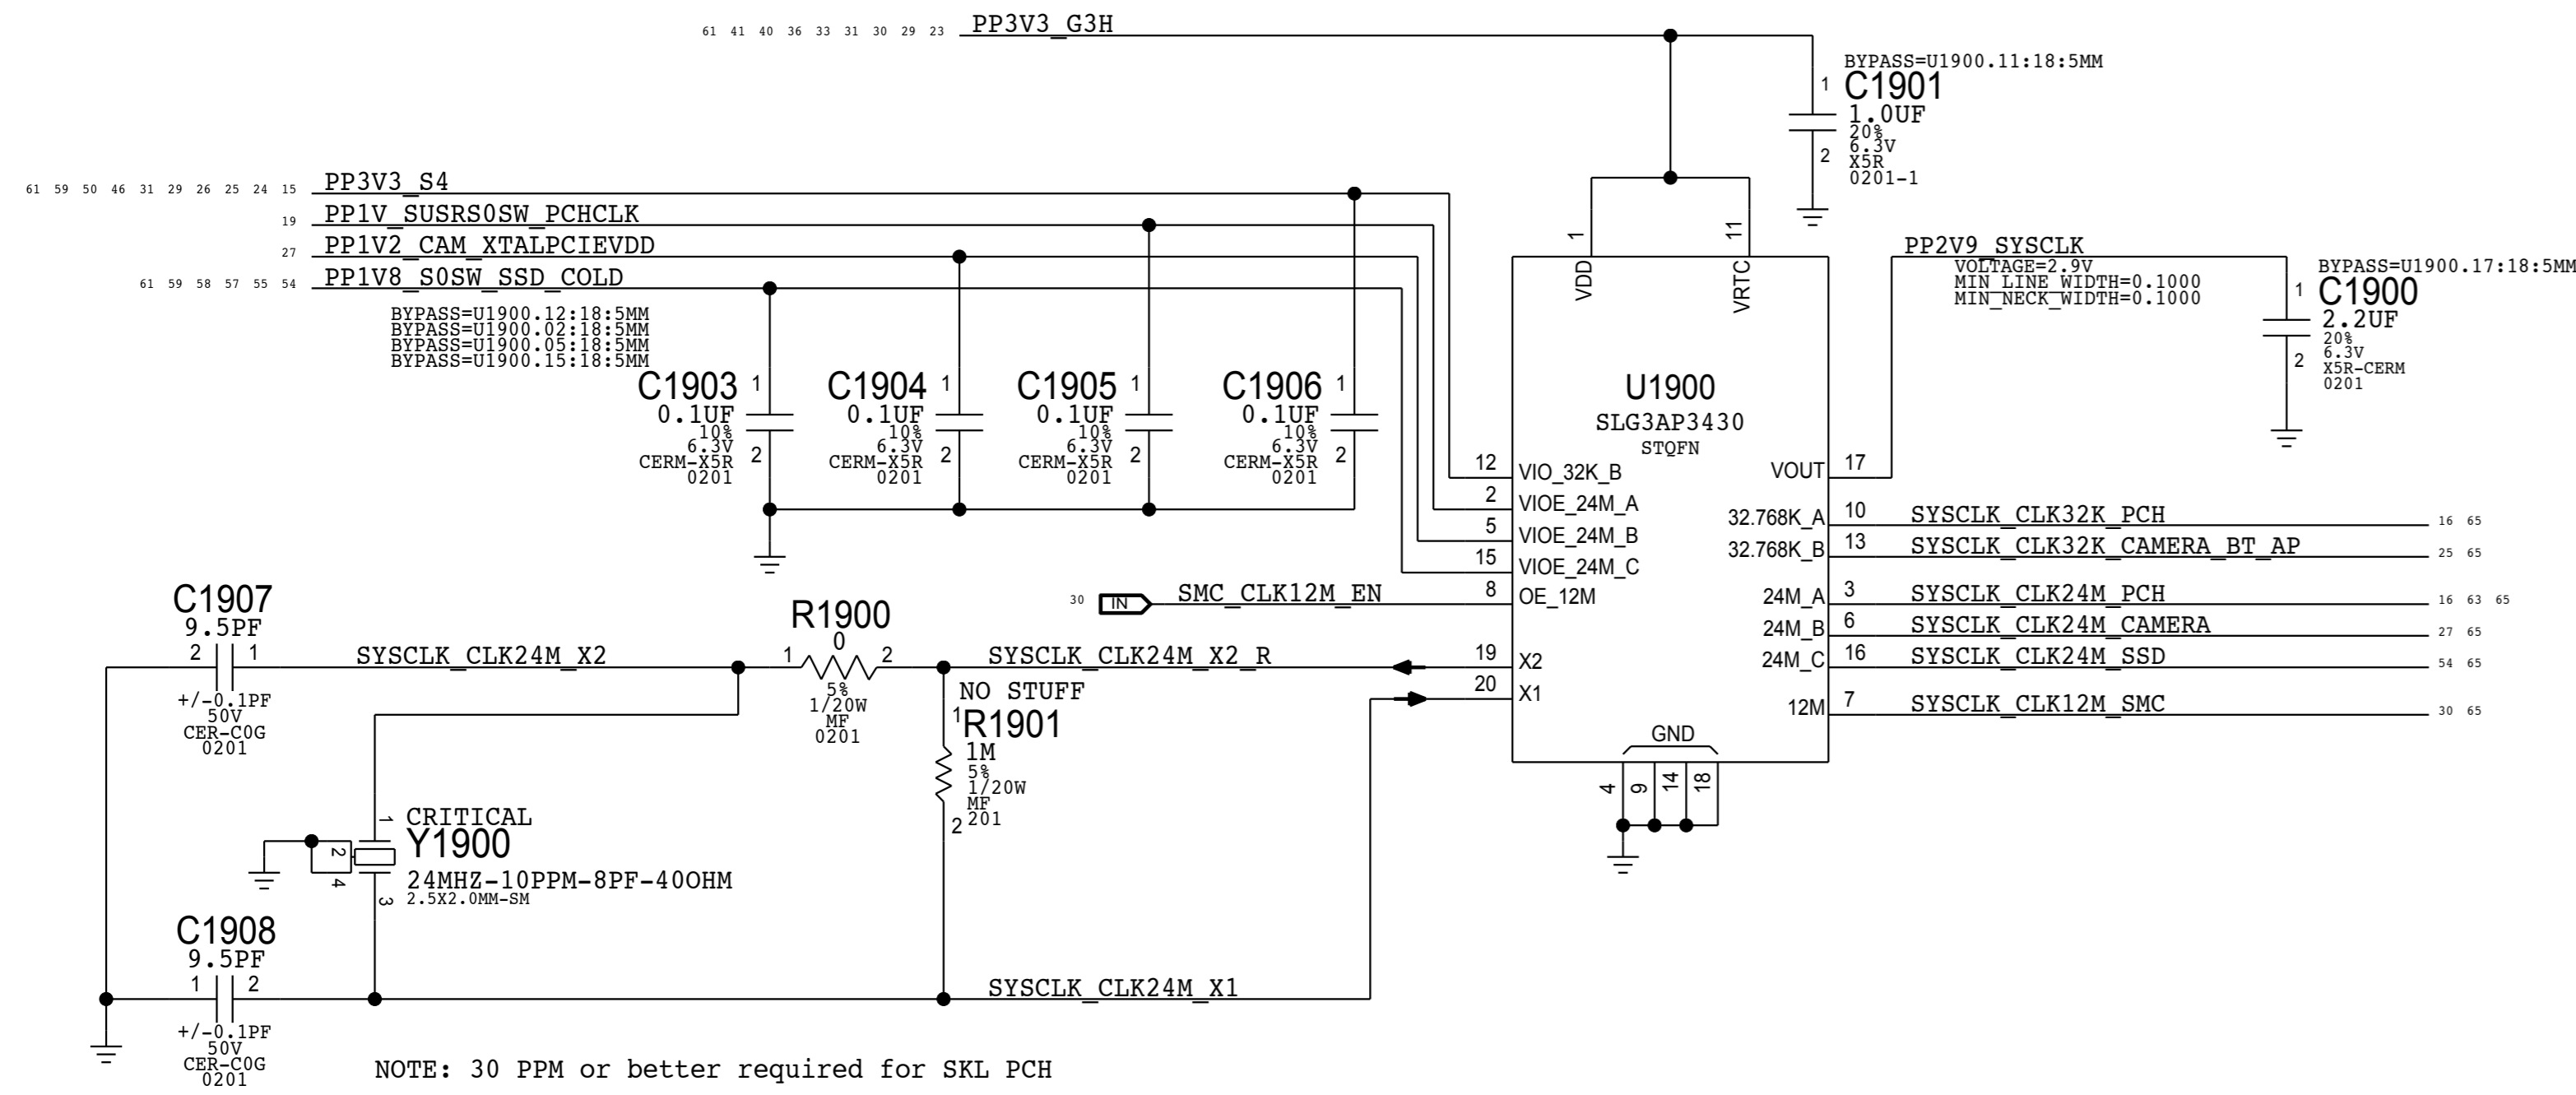 61 41 40 36 33 31 30 29 23 PP3V3_G3H
BYPASS=U1900.11:18:5MM
1 C1901
1.0UF
20%
6.3V
2 X5R
0201-1
61 59 50 46 31 29 26 25 24 15 PP3V3_S4
19 PP1V_SUSRS0SW_PCHCLK
27 PP1V2_CAM_XTALPCIEVDD
61 59 58 57 55 54 PP1V8_S0SW_SSD_COLD
BYPASS=U1900.12:18:5MM
BYPASS=U1900.02:18:5MM
BYPASS=U1900.05:18:5MM
BYPASS=U1900.15:18:5MM
C1903 1
0.1UF
10%
6.3V
CERM-X5R 2
0201
C1904 1
0.1UF
10%
6.3V
CERM-X5R 2
0201
C1905 1
0.1UF
10%
6.3V
CERM-X5R 2
0201
C1906 1
0.1UF
10%
6.3V
CERM-X5R 2
0201
1 11
VDD VRTC
PP2V9_SYSCLK
VOLTAGE=2.9V
MIN_LINE_WIDTH=0.1000
MIN_NECK_WIDTH=0.1000
BYPASS=U1900.17:18:5MM
1 C1900
2.2UF
20%
6.3V
2 X5R-CERM
0201
U1900
SLG3AP3430
STQFN
12 VIO_32K_B
2 VIOE_24M_A
5 VIOE_24M_B
15 VIOE_24M_C
30 IN SMC_CLK12M_EN 8 OE_12M
19 X2
20 X1
VOUT 17
32.768K_A 10 SYSCLK_CLK32K_PCH 16 65
32.768K_B 13 SYSCLK_CLK32K_CAMERA_BT_AP 25 65
24M_A 3 SYSCLK_CLK24M_PCH 16 63 65
24M_B 6 SYSCLK_CLK24M_CAMERA 27 65
24M_C 16 SYSCLK_CLK24M_SSD 54 65
12M 7 SYSCLK_CLK12M_SMC 30 65
GND
4 9 14 18
C1907
9.5PF
2 1
+/-0.1PF
50V
CER-C0G
0201
SYSCLK_CLK24M_X2
R1900
0
1 2
5%
1/20W
MF
0201
SYSCLK_CLK24M_X2_R
NO STUFF
1 R1901
1M
5%
1/20W
MF
2 201
1
CRITICAL
Y1900
2
4
24MHZ-10PPM-8PF-40OHM
2.5X2.0MM-SM
3
C1908
9.5PF
1 2
+/-0.1PF
50V
CER-C0G
0201
SYSCLK_CLK24M_X1
NOTE: 30 PPM or better required for SKL PCH